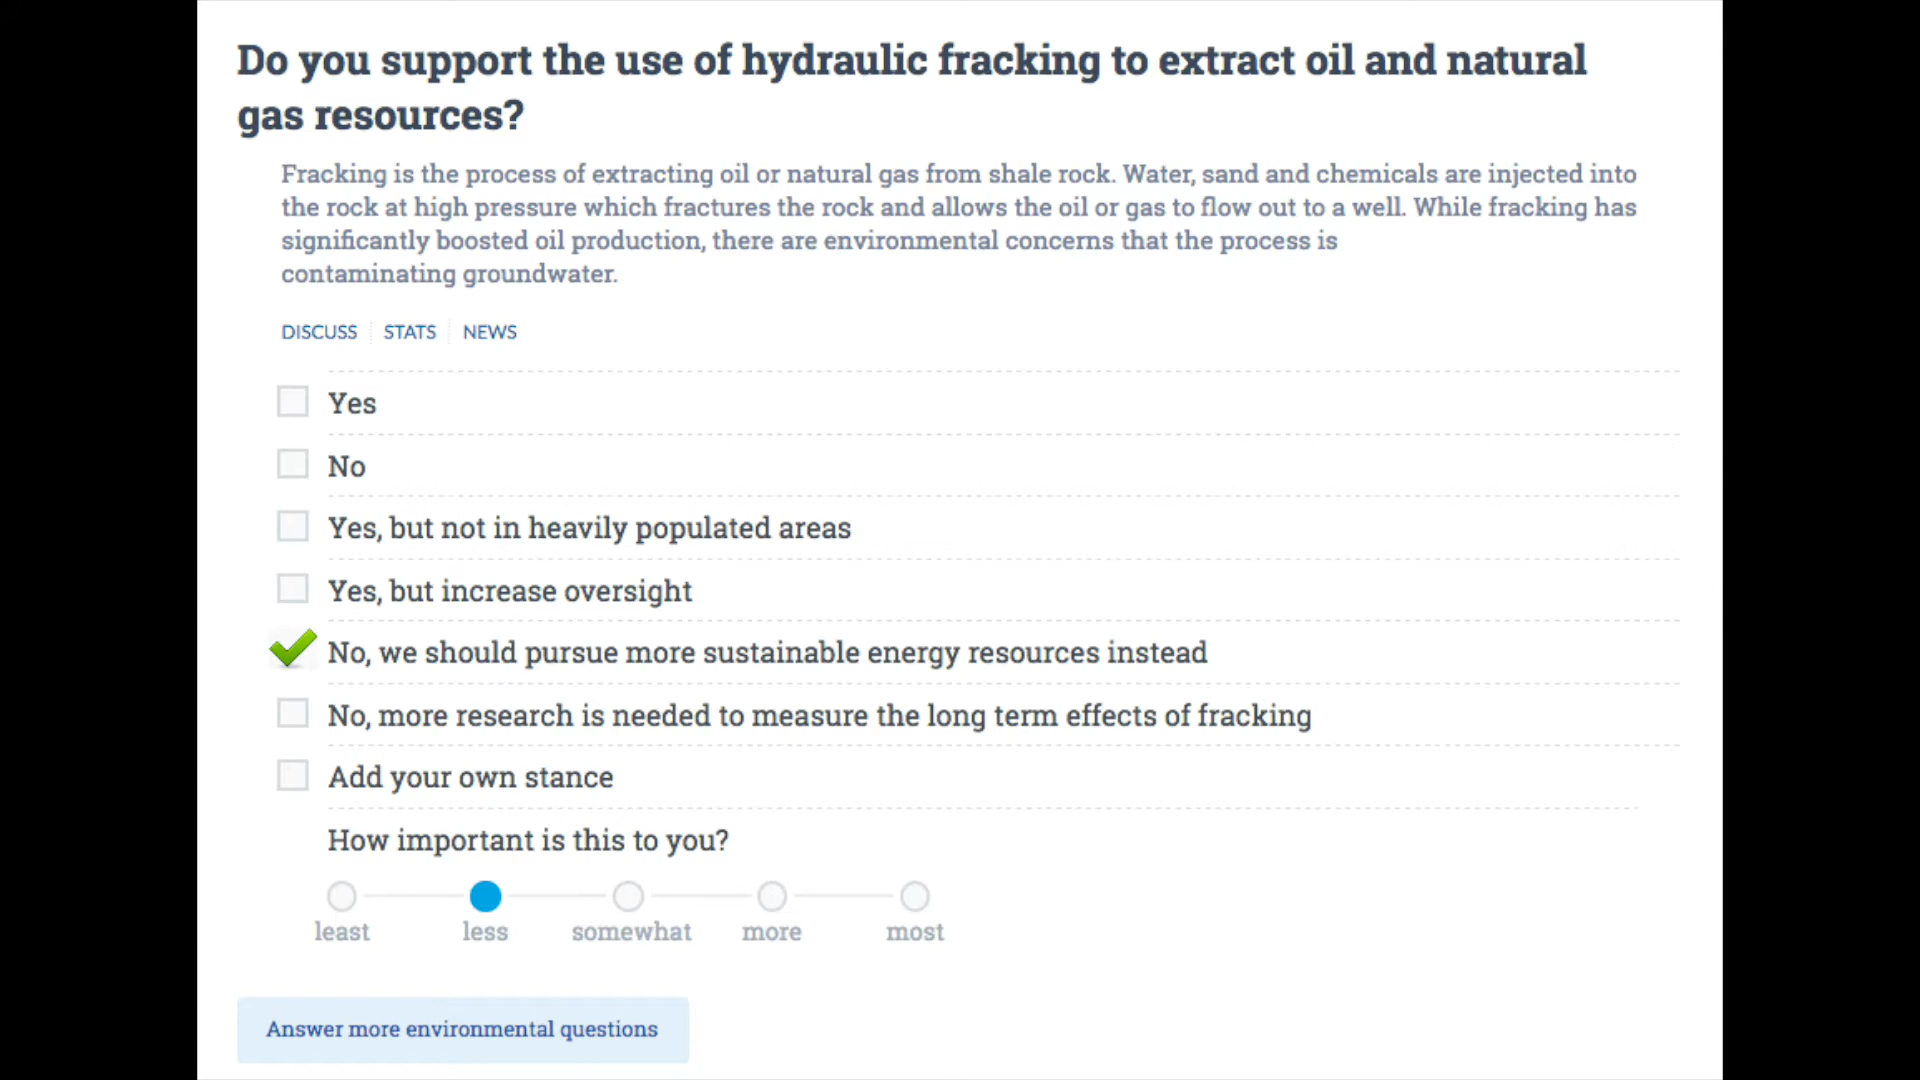 Do you support the use of hydraulic fracking to extract oil and natural
gas resources?
Fracking is the process of extracting oil or natural gas from shale rock. Water, sand and chemicals are injected into
the rock at high pressure which fractures the rock and allows the oil or gas to flow out to a well. While fracking has
significantly boosted oil production, there are environmental concerns that the process is
contaminating groundwater.
DISCUSS STATS NEWS
Yes
No
Yes, but not in heavily populated areas
Yes, but increase oversight
No, we should pursue more sustainable energy resources instead
No, more research is needed to measure the long term effects of fracking
Add your own stance
How important is this to you?
least less somewhat more most
Answer more environmental questions